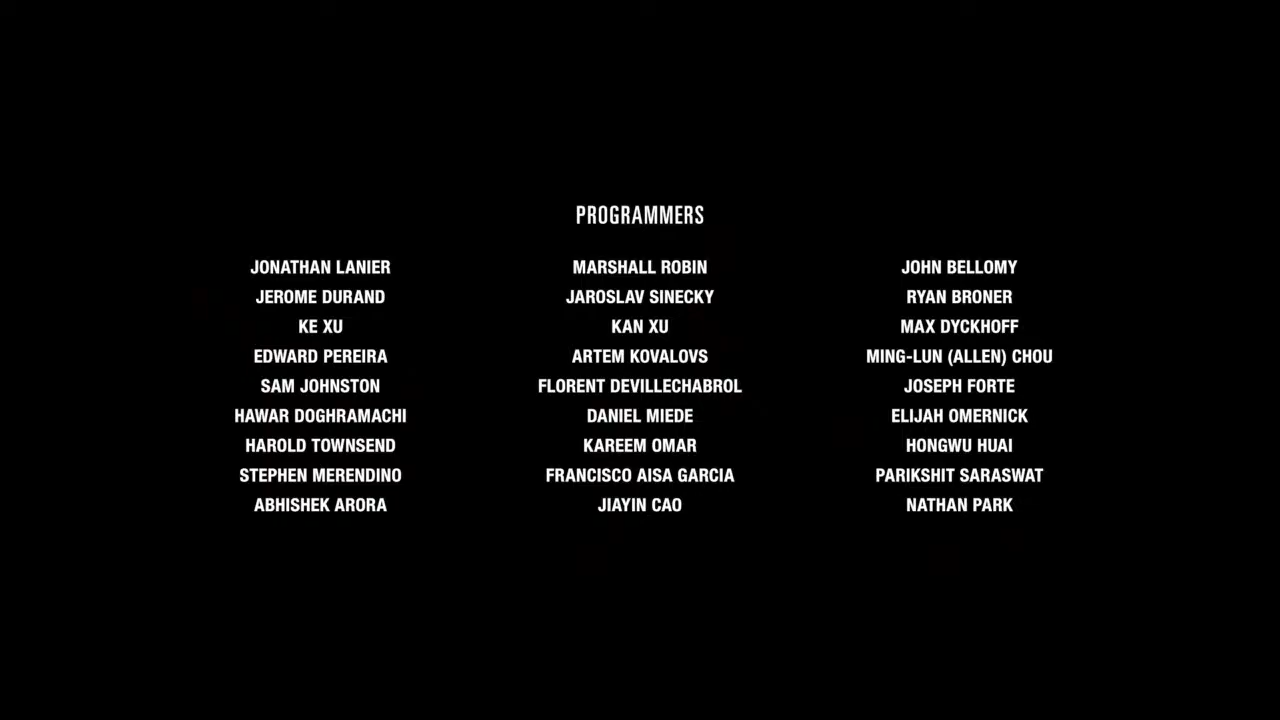 PROGRAMMERS
JONATHAN LANIER MARSHALL ROBIN JOHN BELLOMY
JEROME DURAND JAROSLAV SINECKY RYAN BRONER
KE XU KAN XU MAX DYCKHOFF
EDWARD PEREIRA ARTEM KOVALOVS MING-LUN (ALLEN) CHOU
SAM JOHNSTON FLORENT DEVILLECHABROL JOSEPH FORTE
HAWAR DOGHRAMACHI DANIEL MIEDE ELIJAH OMERNICK
HAROLD TOWNSEND KAREEM OMAR HONGWU HUAI
STEPHEN MERENDINO FRANCISCO AISA GARCIA PARIKSHIT SARASWAT
ABHISHEK ARORA JIAYIN CAO NATHAN PARK